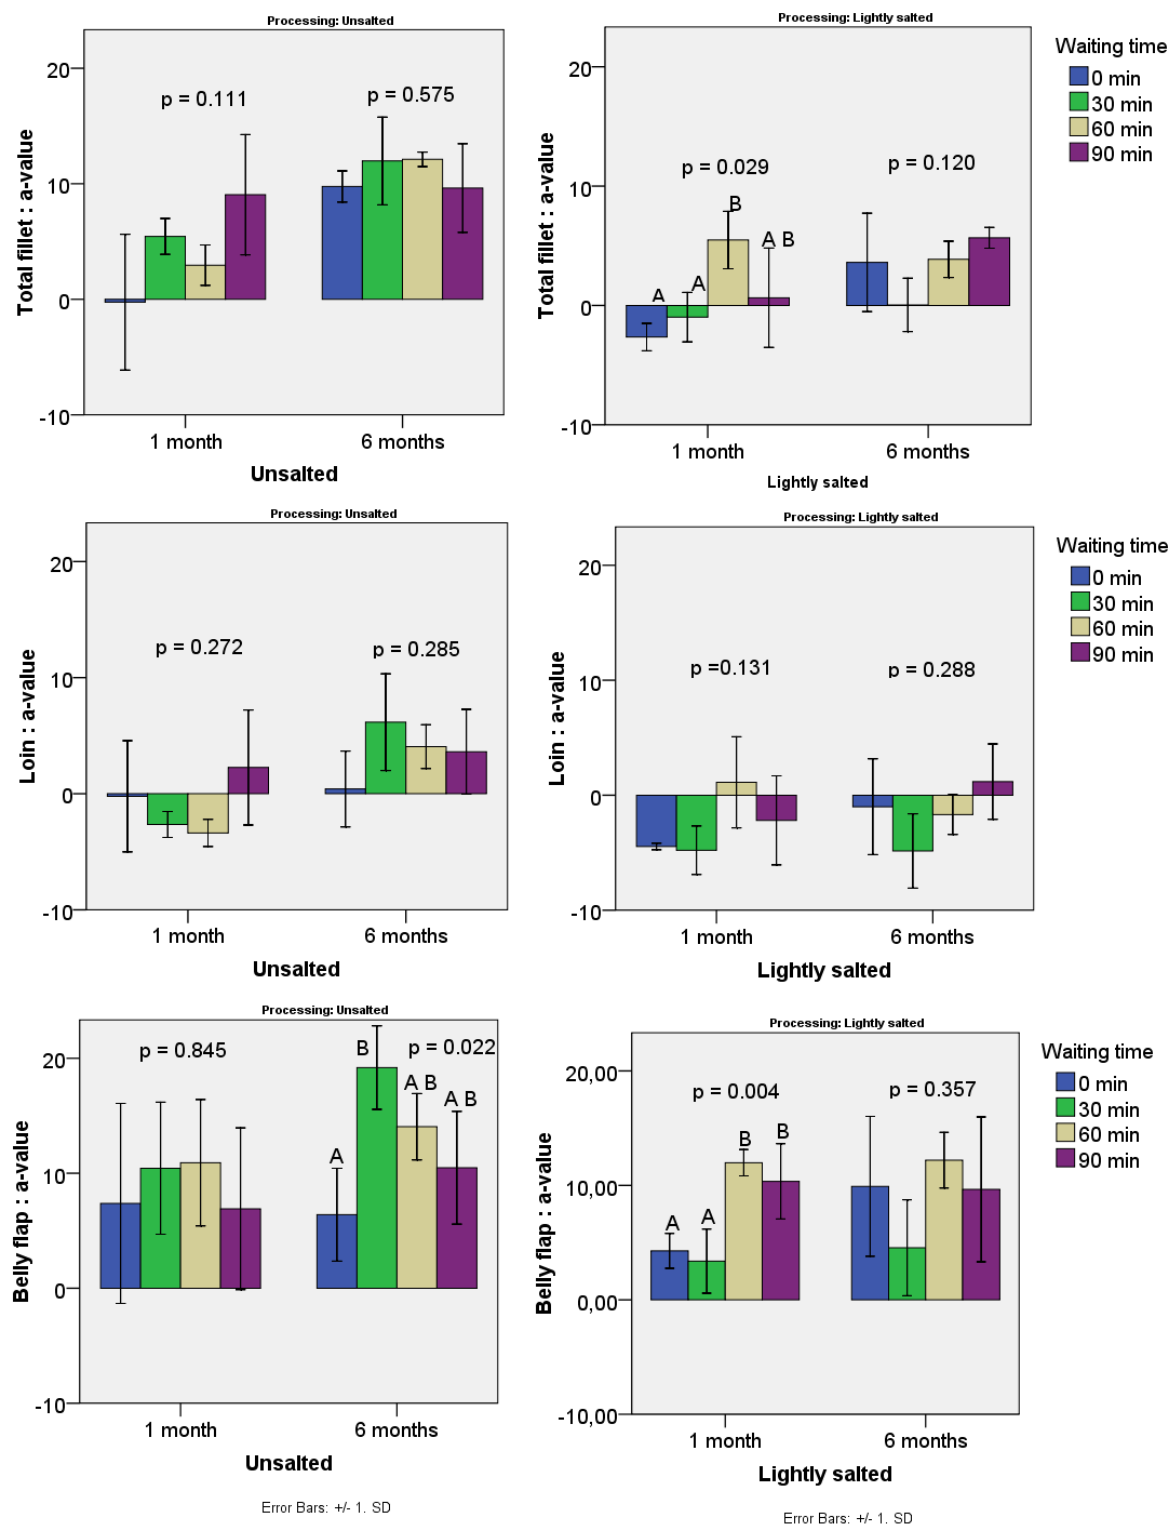 Processing: Unsalted
Total fillet : a-value
20
10
0
-10
p = 0.111
p = 0.575
1 month
6 months
Unsalted
Processing: Lightly salted
Total fillet : a-value
20
10
0
-10
p = 0.029
p = 0.120
A
A
B
A B
1 month
6 months
Lightly salted
Waiting time
0 min
30 min
60 min
90 min
Processing: Unsalted
Loin : a-value
20
10
0
-10
p = 0.272
p = 0.285
1 month
6 months
Unsalted
Processing: Lightly salted
Loin : a-value
20
10
0
-10
p =0.131
p = 0.288
1 month
6 months
Lightly salted
Waiting time
0 min
30 min
60 min
90 min
Processing: Unsalted
Belly flap : a-value
20
10
0
-10
p = 0.845
p = 0.022
A
B
A B
A B
1 month
6 months
Unsalted
Error Bars: +/- 1. SD
Processing: Lightly salted
Belly flap : a-value
20,00
10,00
0,00
-10,00
p = 0.004
p = 0.357
A
A
B
B
1 month
6 months
Lightly salted
Waiting time
0 min
30 min
60 min
90 min
Error Bars: +/- 1. SD